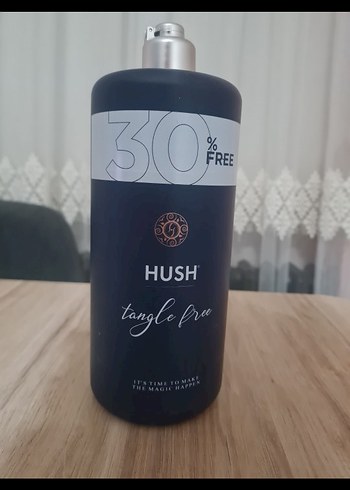 30
%
FREE
HUSH
tangle free
IT'S TIME TO MAKE
THE MAGIC HAPPEN